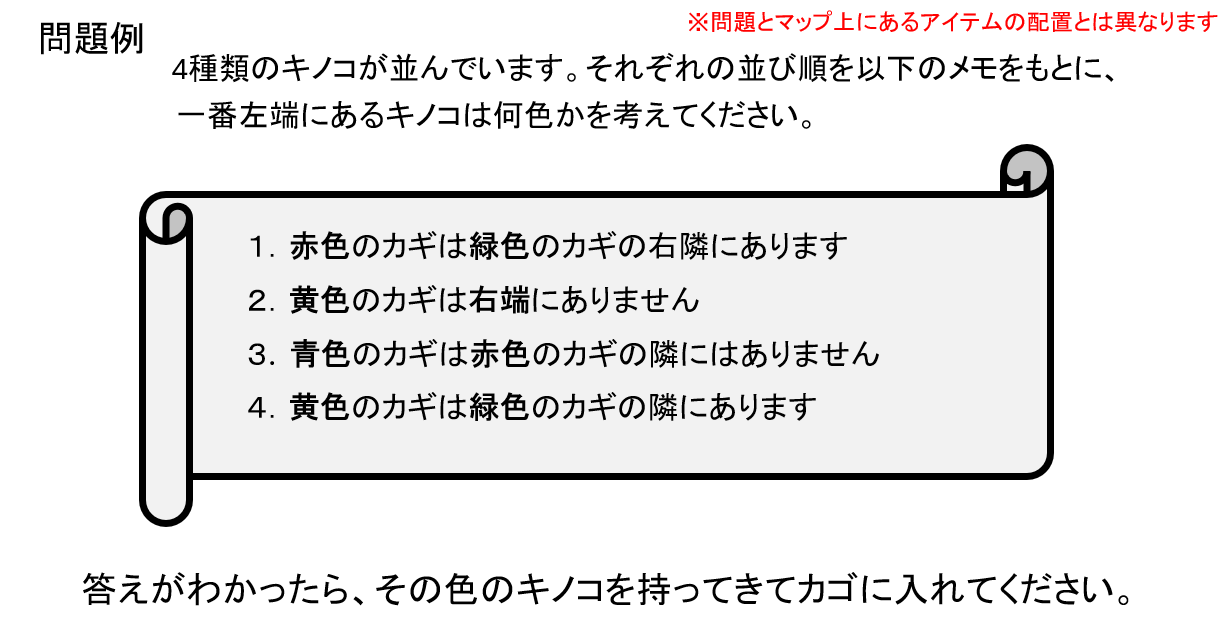 ※問題とマップ上にあるアイテムの配置とは異なります
問題例
4種類のキノコが並んでいます。それぞれの並び順を以下のメモをもとに、
一番左端にあるキノコは何色かを考えてください。
１．赤色のカギは緑色のカギの右隣にあります
２．黄色のカギは右端にありません
３．青色のカギは赤色のカギの隣にはありません
４．黄色のカギは緑色のカギの隣にあります
答えがわかったら、その色のキノコを持ってきてカゴに入れてください。